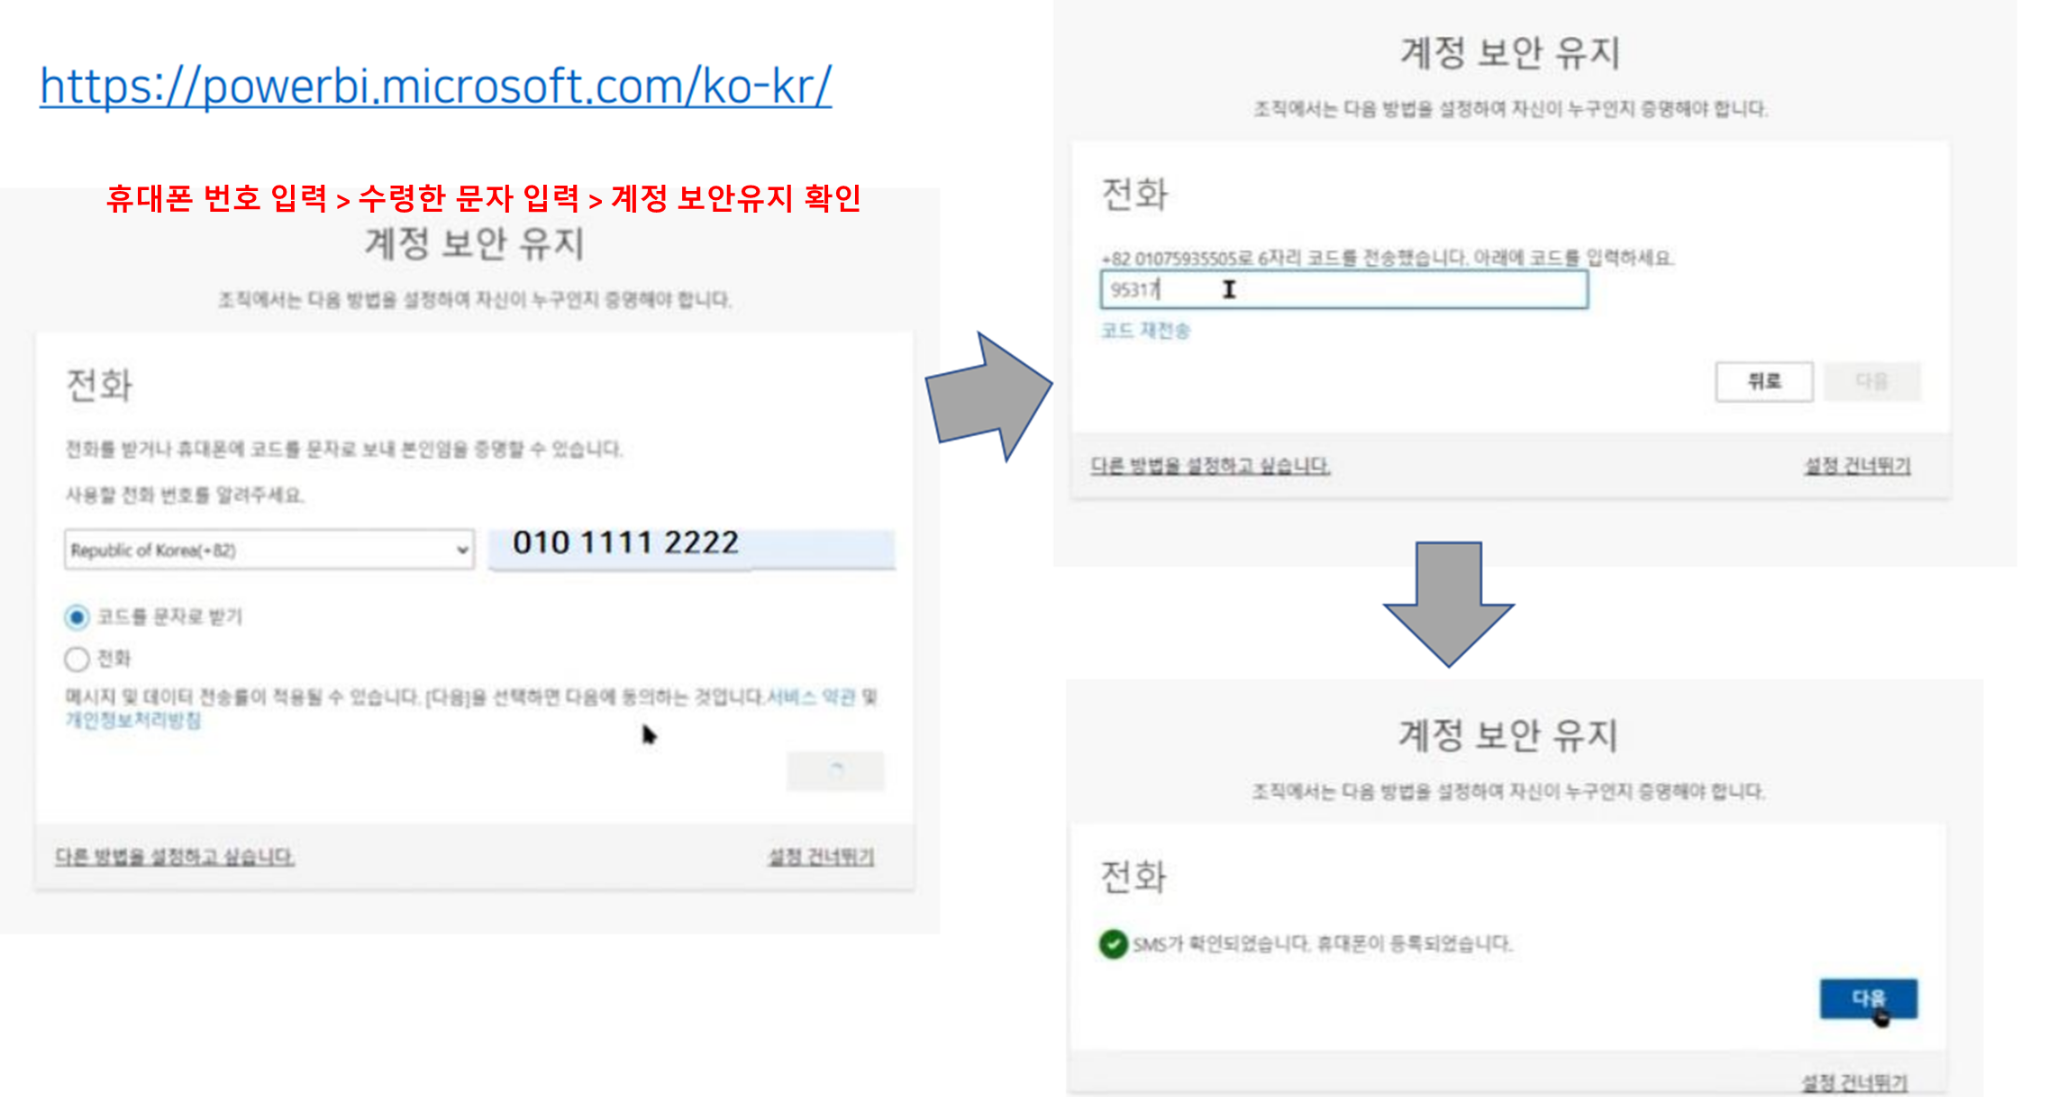 https://powerbi.microsoft.com/ko-kr/
휴대폰 번호 입력 > 수령한 문자 입력 > 계정 보안유지 확인
계정 보안 유지
조직에서는 다음 방법을 설정하여 자신이 누구인지 증명해야 합니다.
전화
전화를 받거나 휴대폰에 코드를 문자로 보내 본인임을 증명할 수 있습니다.
사용할 전화 번호를 알려주세요.
Republic of Korea(+82)
010 1111 2222
코드를 문자로 받기
전화
메시지 및 데이터 전송률이 적용될 수 있습니다. [다음]을 선택하면 다음에 동의하는 것입니다.서비스 약관 및
개인정보처리방침
다른 방법을 설정하고 싶습니다.
설정 건너뛰기
계정 보안 유지
조직에서는 다음 방법을 설정하여 자신이 누구인지 증명해야 합니다.
전화
+82 01075935505로 6자리 코드를 전송했습니다. 아래에 코드를 입력하세요.
95317
코드 재전송
뒤로
다음
다른 방법을 설정하고 싶습니다.
설정 건너뛰기
계정 보안 유지
조직에서는 다음 방법을 설정하여 자신이 누구인지 증명해야 합니다.
전화
SMS가 확인되었습니다. 휴대폰이 등록되었습니다.
다음
설정 건너뛰기